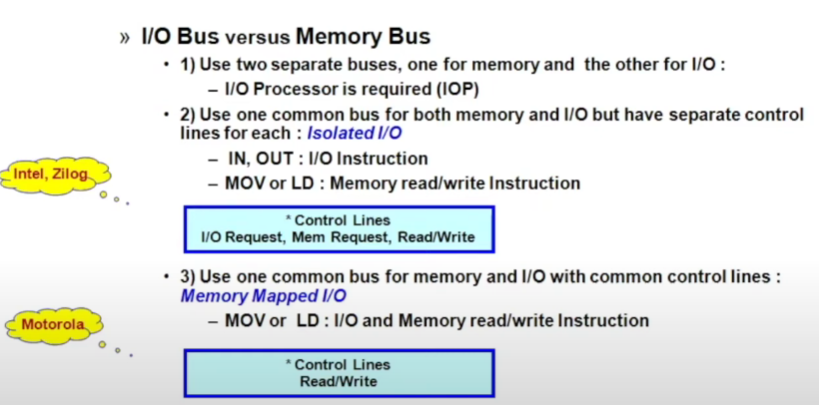 » I/O Bus versus Memory Bus
• 1) Use two separate buses, one for memory and the other for I/O :
– I/O Processor is required (IOP)
• 2) Use one common bus for both memory and I/O but have separate control
lines for each : Isolated I/O
– IN, OUT : I/O Instruction
Intel, Zilog
– MOV or LD : Memory read/write Instruction
* Control Lines
I/O Request, Mem Request, Read/Write
• 3) Use one common bus for memory and I/O with common control lines :
Memory Mapped I/O
Motorola
– MOV or LD : I/O and Memory read/write Instruction
* Control Lines
Read/Write